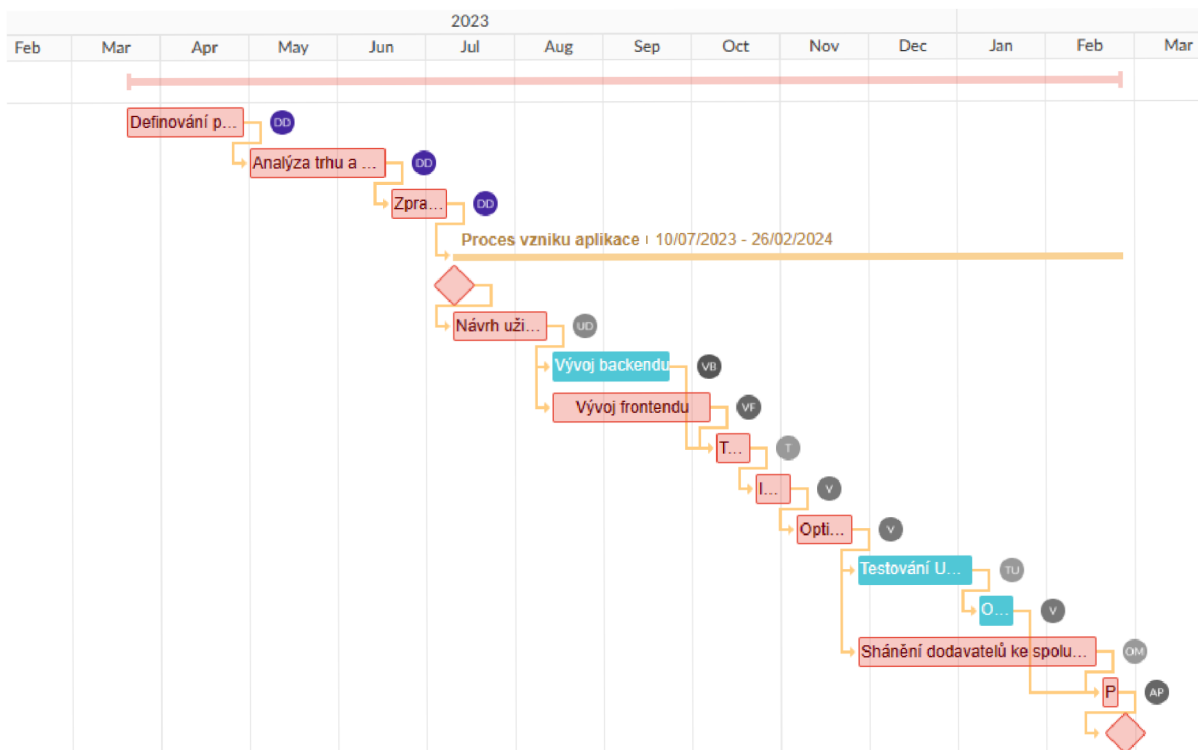 2023
Feb Mar Apr May Jun Jul Aug Sep Oct Nov Dec Jan Feb Mar
Definování p... DD
Analýza trhu a ... DD
Zpra... DD
Proces vzniku aplikace 10/07/2023 - 26/02/2024
Návrh uži... UD
Vývoj backendu VB
Vývoj frontendu VF
T... T
I... V
Opti... V
Testování U... TU
O... V
Shánění dodavatelů ke spolu... OM
P AP